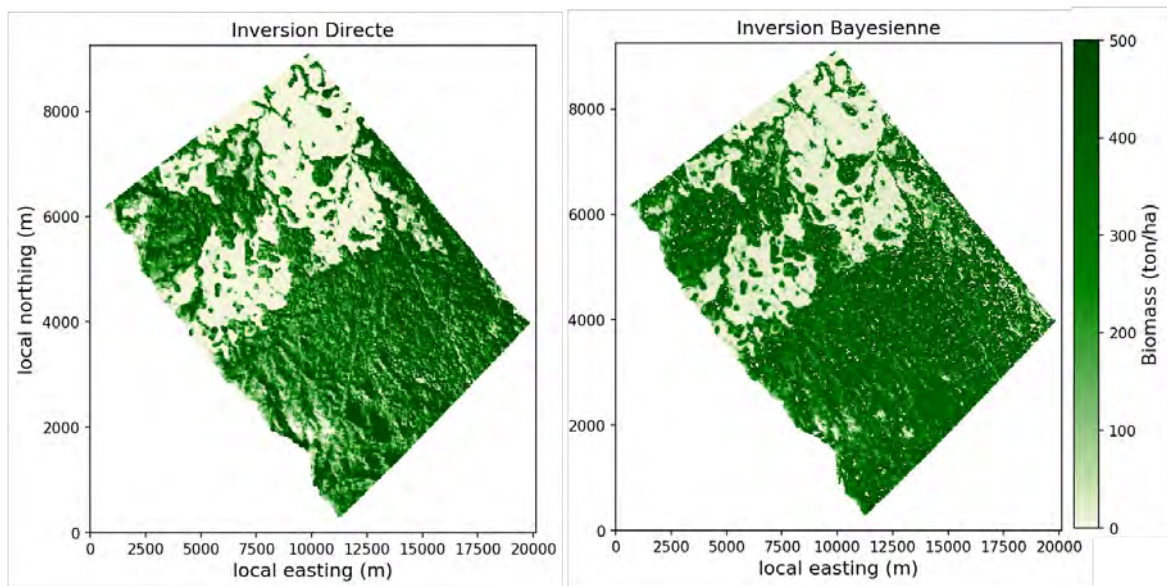 Inversion Directe
local northing (m)
8000
6000
4000
2000
0
0 2500 5000 7500 10000 12500 15000 17500 20000
local easting (m)
Inversion Bayesienne
8000
6000
4000
2000
0
0 2500 5000 7500 10000 12500 15000 17500 20000
local easting (m)
500
400
300
200
100
0
Biomass (ton/ha)